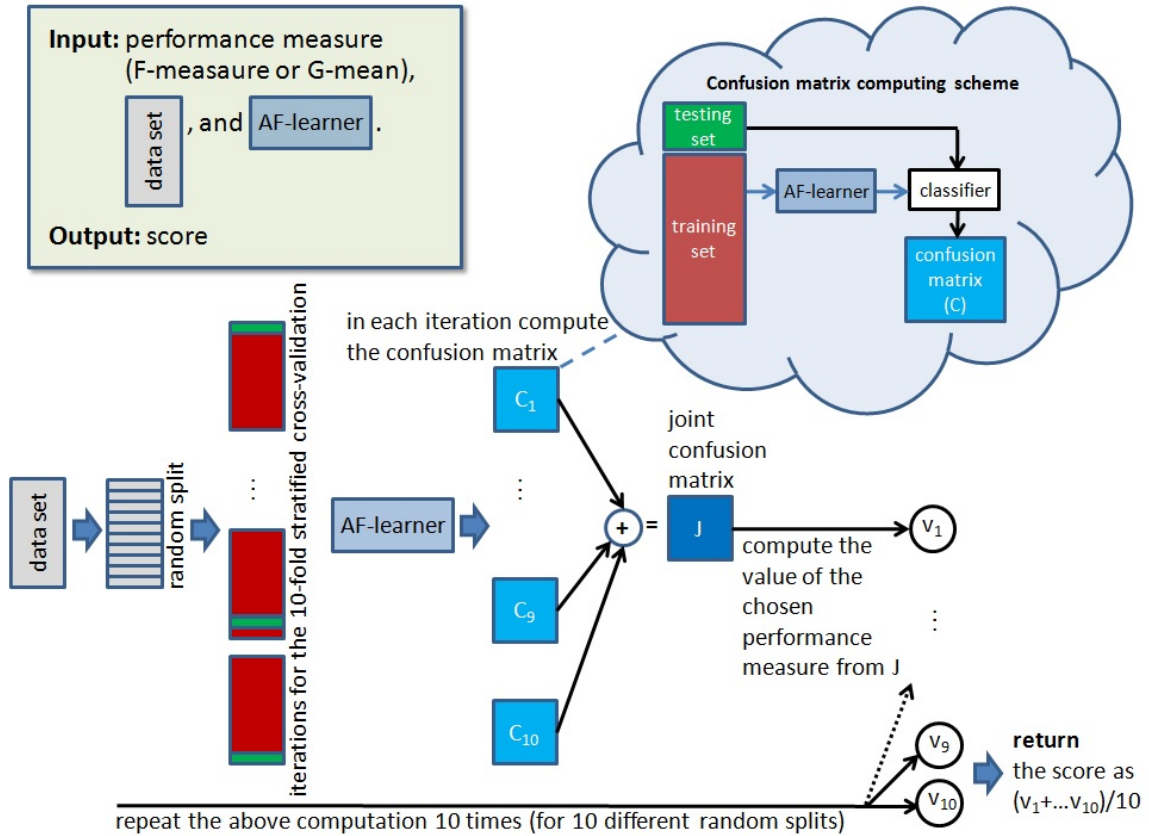 Input: performance measure
(F-measaure or G-mean),
data set
, and
AF-learner
.
Output: score
Confusion matrix computing scheme
testing
set
training
set
AF-learner
classifier
confusion
matrix
(C)
data set
random split
iterations for the 10-fold stratified cross-validation
...
in each iteration compute
the confusion matrix
AF-learner
C1
...
C9
C10
+
=
joint
confusion
matrix
J
compute the
value of the
chosen
performance
measure from J
v1
...
v9
v10
return
the score as
(v1+...v10)/10
repeat the above computation 10 times (for 10 different random splits)